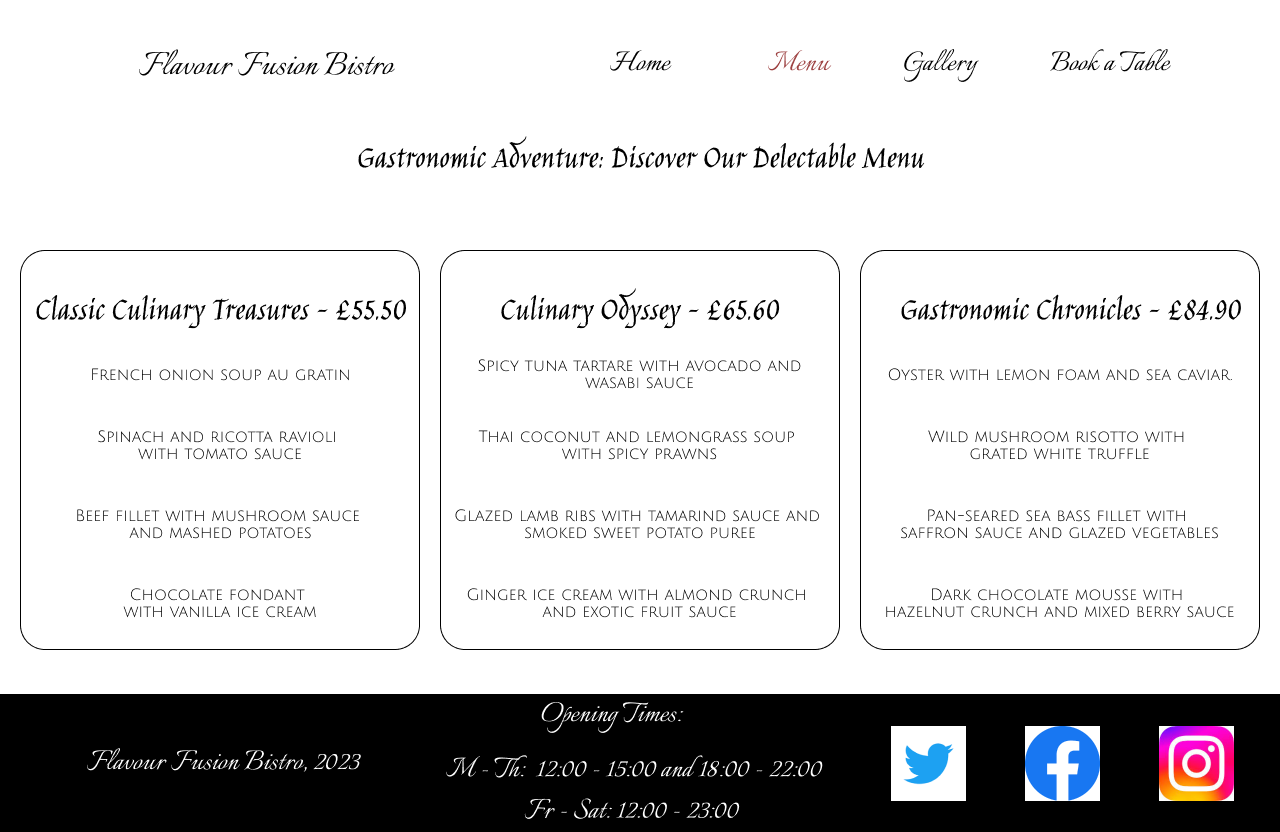 Flavour Fusion Bistro
Home
Menu
Gallery
Book a Table
Gastronomic Adventure: Discover Our Delectable Menu
Classic Culinary Treasures - £55.50
French onion soup au gratin
Spinach and ricotta ravioli
with tomato sauce
Beef fillet with mushroom sauce
and mashed potatoes
Chocolate fondant
with vanilla ice cream
Culinary Odyssey - £65.60
Spicy tuna tartare with avocado and
wasabi sauce
Thai coconut and lemongrass soup
with spicy prawns
Glazed lamb ribs with tamarind sauce and
smoked sweet potato puree
Ginger ice cream with almond crunch
and exotic fruit sauce
Gastronomic Chronicles - £84.90
Oyster with lemon foam and sea caviar.
Wild mushroom risotto with
grated white truffle
Pan-seared sea bass fillet with
saffron sauce and glazed vegetables
Dark chocolate mousse with
hazelnut crunch and mixed berry sauce
Flavour Fusion Bistro, 2023
Opening Times:
M - Th: 12:00 - 15:00 and 18:00 - 22:00
Fr - Sat: 12:00 - 23:00